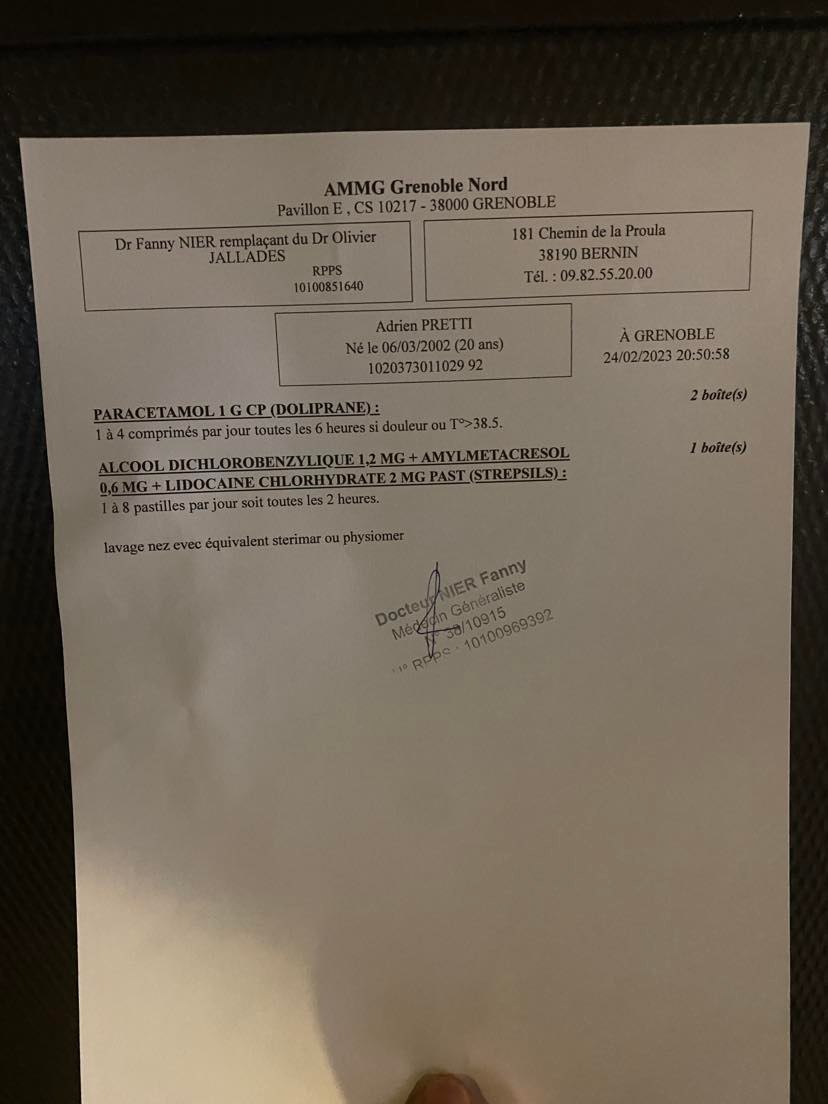 AMMG Grenoble Nord
Pavillon E , CS 10217 - 38000 GRENOBLE
Dr Fanny NIER remplaçant du Dr Olivier
JALLADES
RPPS
10100851640
181 Chemin de la Proula
38190 BERNIN
Tél. : 09.82.55.20.00
Adrien PRETTI
Né le 06/03/2002 (20 ans)
1020373011029 92
À GRENOBLE
24/02/2023 20:50:58
PARACETAMOL 1 G CP (DOLIPRANE) :
2 boîte(s)
1 à 4 comprimés par jour toutes les 6 heures si douleur ou T°>38.5.
ALCOOL DICHLOROBENZYLIQUE 1,2 MG + AMYLMETACRESOL
1 boîte(s)
0,6 MG + LIDOCAINE CHLORHYDRATE 2 MG PAST (STREPSILS) :
1 à 8 pastilles par jour soit toutes les 2 heures.
lavage nez evec équivalent sterimar ou physiomer
Docteur NIER Fanny
Médecin Généraliste
N° 38/10915
N° RPPS : 10100969392